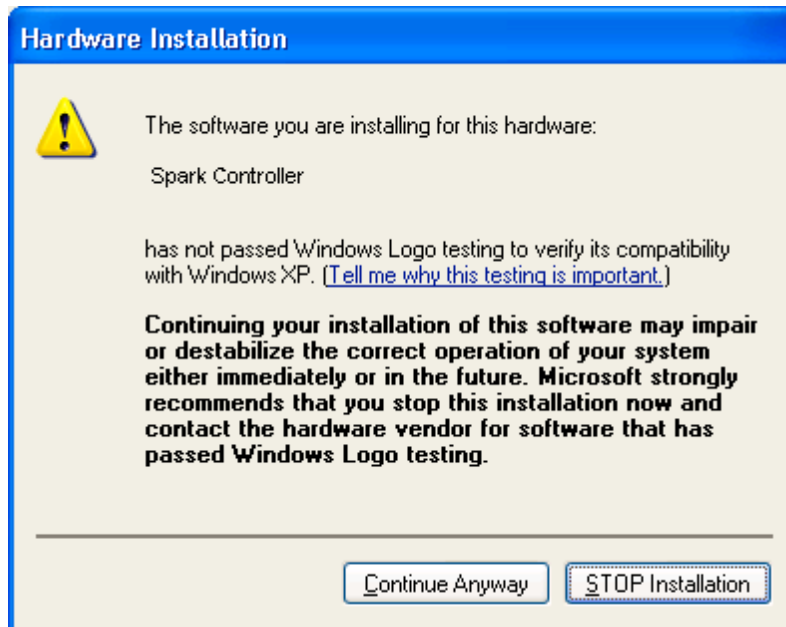 Hardware Installation
The software you are installing for this hardware:
Spark Controller
has not passed Windows Logo testing to verify its compatibility
with Windows XP. (Tell me why this testing is important.)
Continuing your installation of this software may impair
or destabilize the correct operation of your system
either immediately or in the future. Microsoft strongly
recommends that you stop this installation now and
contact the hardware vendor for software that has
passed Windows Logo testing.
Continue Anyway
STOP Installation